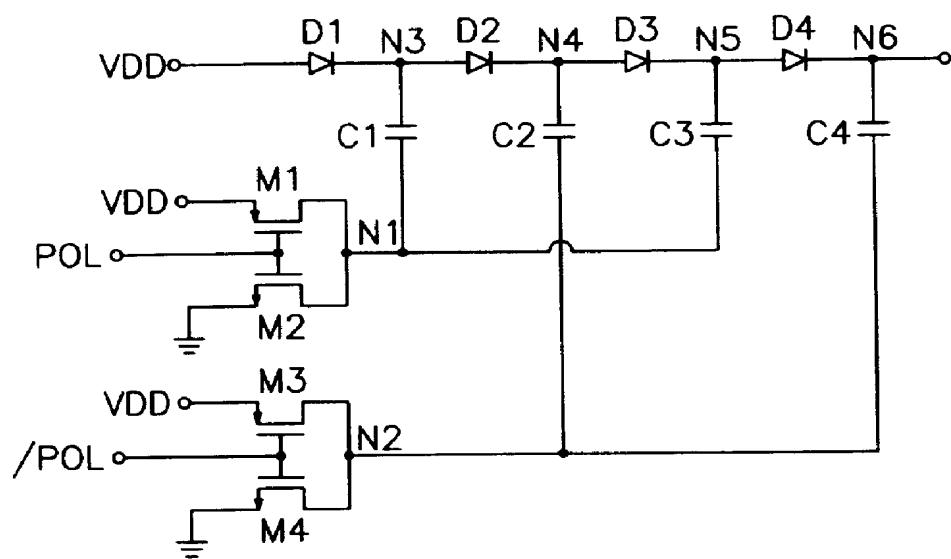 D1 N3 D2 N4 D3 N5 D4 N6
VDD
C1 C2 C3 C4
M1
VDD
N1
POL
M2
M3
VDD
N2
/POL
M4